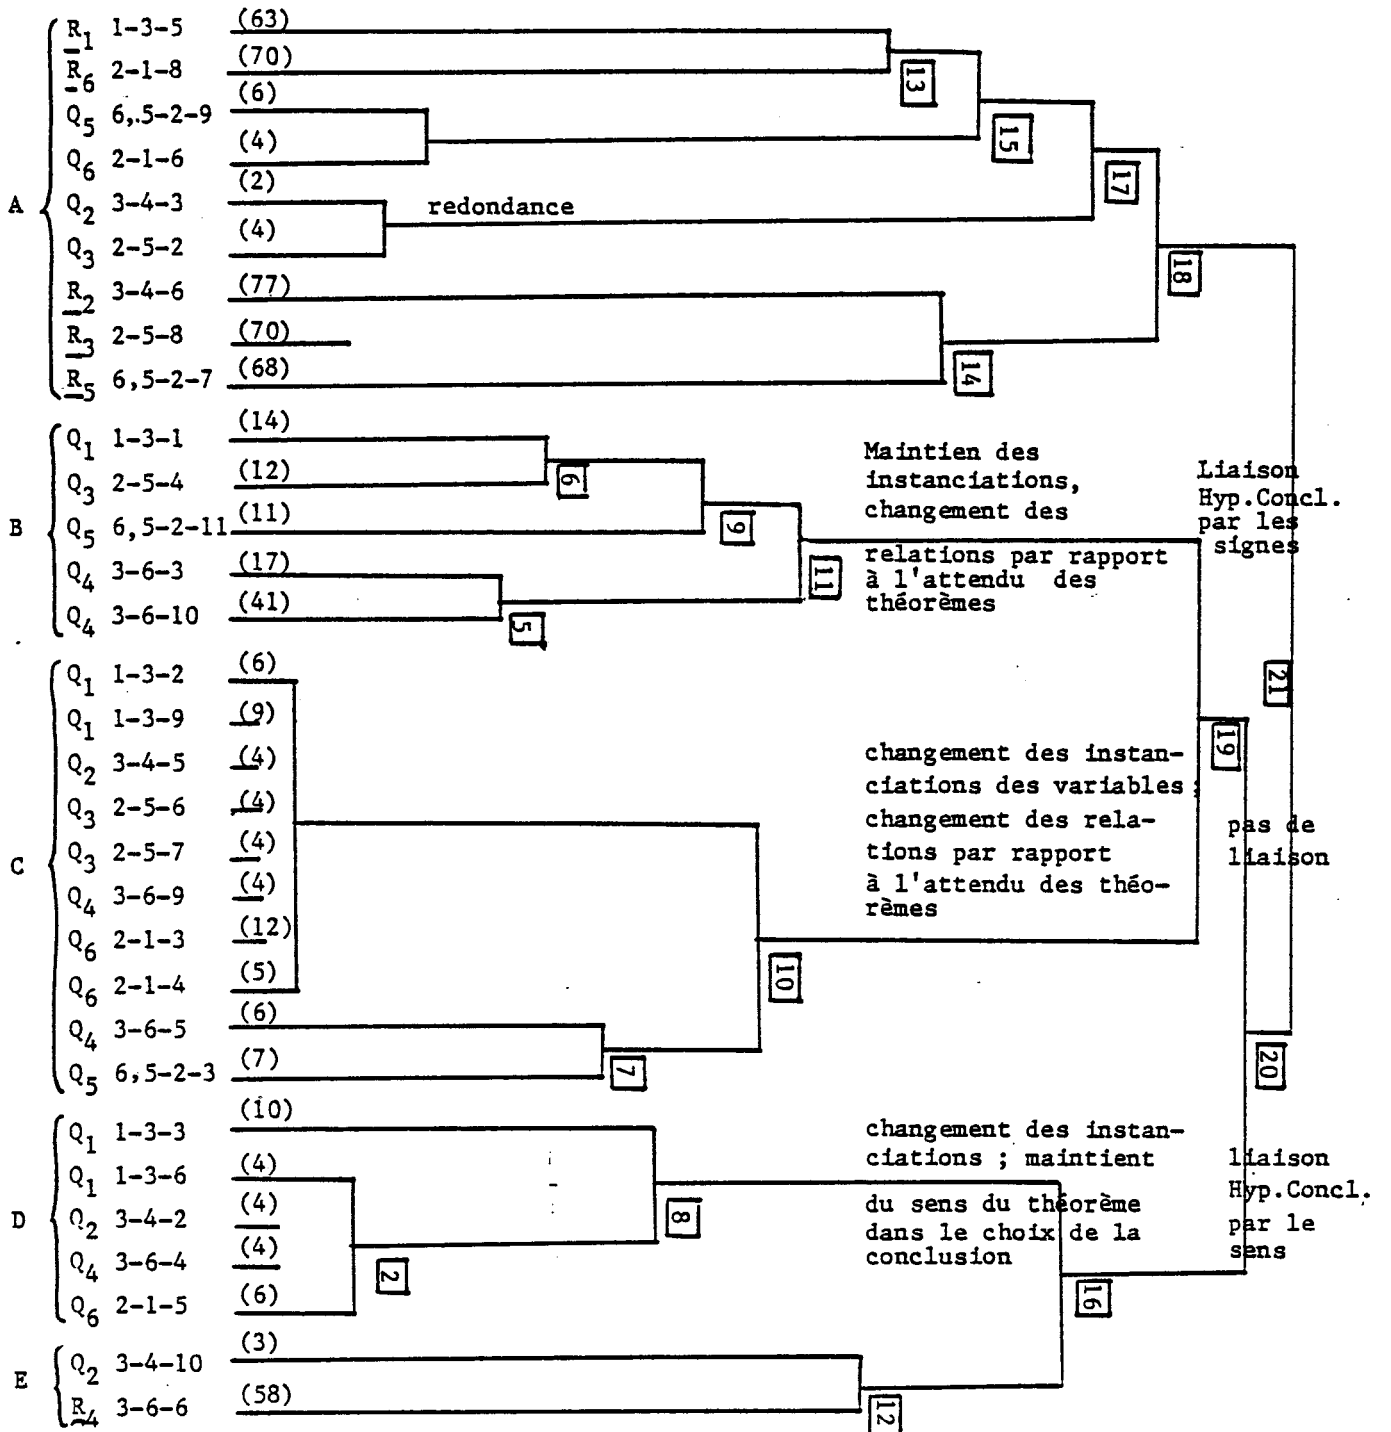 A
R1 1-3-5 (63)
R6 2-1-8 (70)
Q5 6,5-2-9 (6)
Q6 2-1-6 (4)
Q2 3-4-3 (2)
redondance
Q3 2-5-2 (4)
R2 3-4-6 (77)
R3 2-5-8 (70)
R5 6,5-2-7 (68)
13
15
17
18
14
B
Q1 1-3-1 (14)
Q3 2-5-4 (12)
Q5 6,5-2-11 (11)
Q4 3-6-3 (17)
Q4 3-6-10 (41)
6
9
11
5
Maintien des
instanciations,
changement des
relations par rapport
à l'attendu des
théorèmes
Liaison
Hyp.Concl.
par les
signes
C
Q1 1-3-2 (6)
Q1 1-3-9 (9)
Q2 3-4-5 (4)
Q3 2-5-6 (4)
Q3 2-5-7 (4)
Q4 3-6-9 (4)
Q6 2-1-3 (12)
Q6 2-1-4 (5)
Q4 3-6-5 (6)
Q5 6,5-2-3 (7)
10
7
21
19
20
changement des instan-
ciations des variables ;
changement des rela-
tions par rapport
à l'attendu des théo-
rèmes
pas de
liaison
D
Q1 1-3-3 (10)
Q1 1-3-6 (4)
Q2 3-4-2 (4)
Q4 3-6-4 (4)
Q6 2-1-5 (6)
8
2
changement des instan-
ciations ; maintient
du sens du théorème
dans le choix de la
conclusion
liaison
Hyp.Concl.
par le
sens
16
E
Q2 3-4-10 (3)
R4 3-6-6 (58)
12